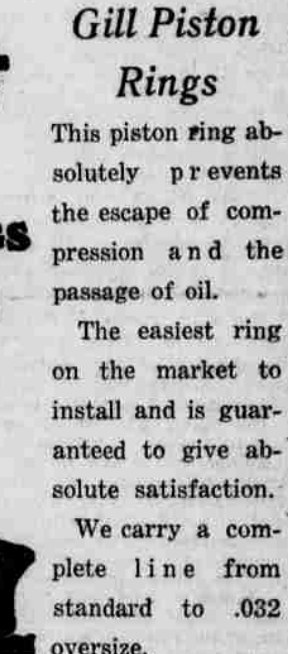 Gill Piston
Rings
This piston ring ab-
solutely prevents
the escape of com-
pression and the
passage of oil.
The easiest ring
on the market to
install and is guar-
anteed to give ab-
solute satisfaction.
We carry a com-
plete line from
standard to .032
oversize.